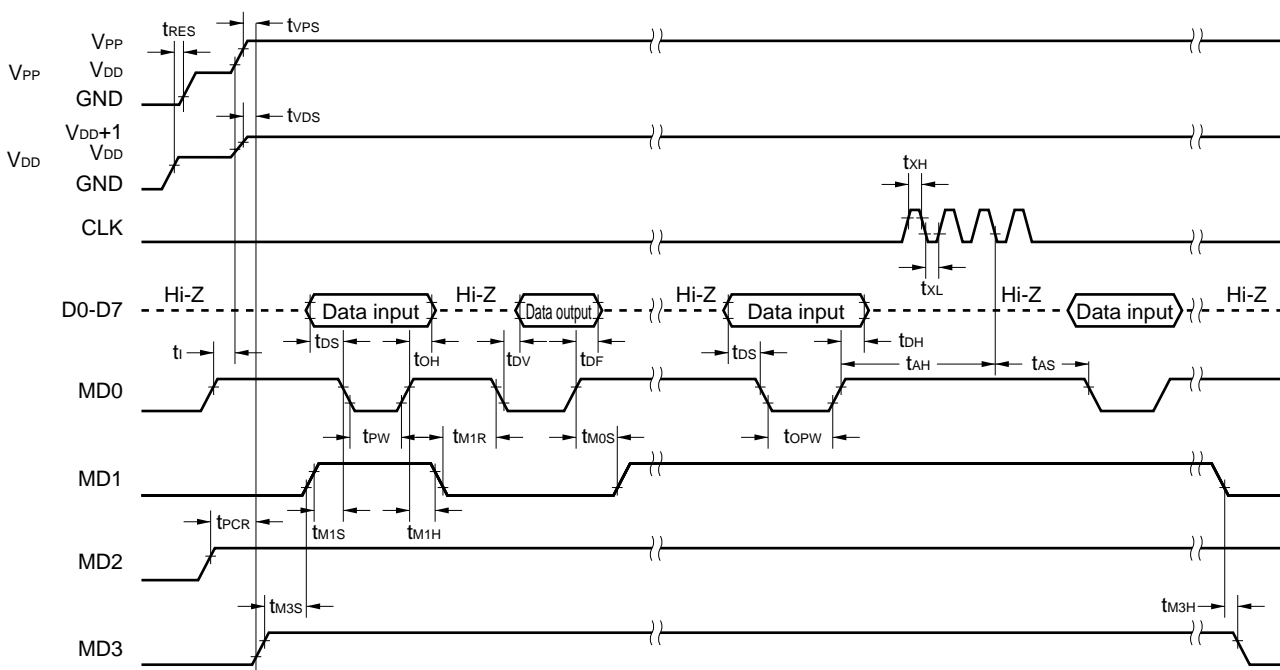 tRES
tVPS
VPP
VPP
VDD
GND
tVDS
VDD+1
VDD
VDD
GND
tXH
CLK
tXL
Hi-Z
Hi-Z
Hi-Z
Hi-Z
Hi-Z
D0-D7
Data input
Data output
Data input
Data input
tI
tDS
tOH
tDV
tDF
tDS
tDH
tAH
tAS
MD0
tPW
tM1R
tM0S
tOPW
MD1
tPCR
tM1S
tM1H
MD2
tM3S
tM3H
MD3